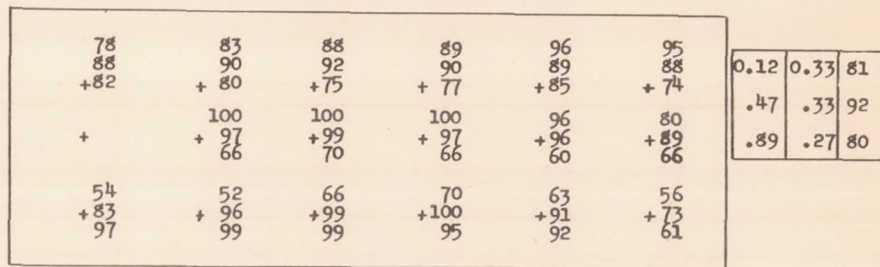 78 83 88 89 96 95
88 90 92 90 89 88 0.12 0.33 81
+82 + 80 +75 + 77 +85 + 74
100 100 100 96 80 .47 .33 92
+ + 97 +99 + 97 +96 +89 .89 .27 80
66 70 66 60 66
54 52 66 70 63 56
+83 + 96 +99 +100 +91 +73
97 99 99 95 92 61